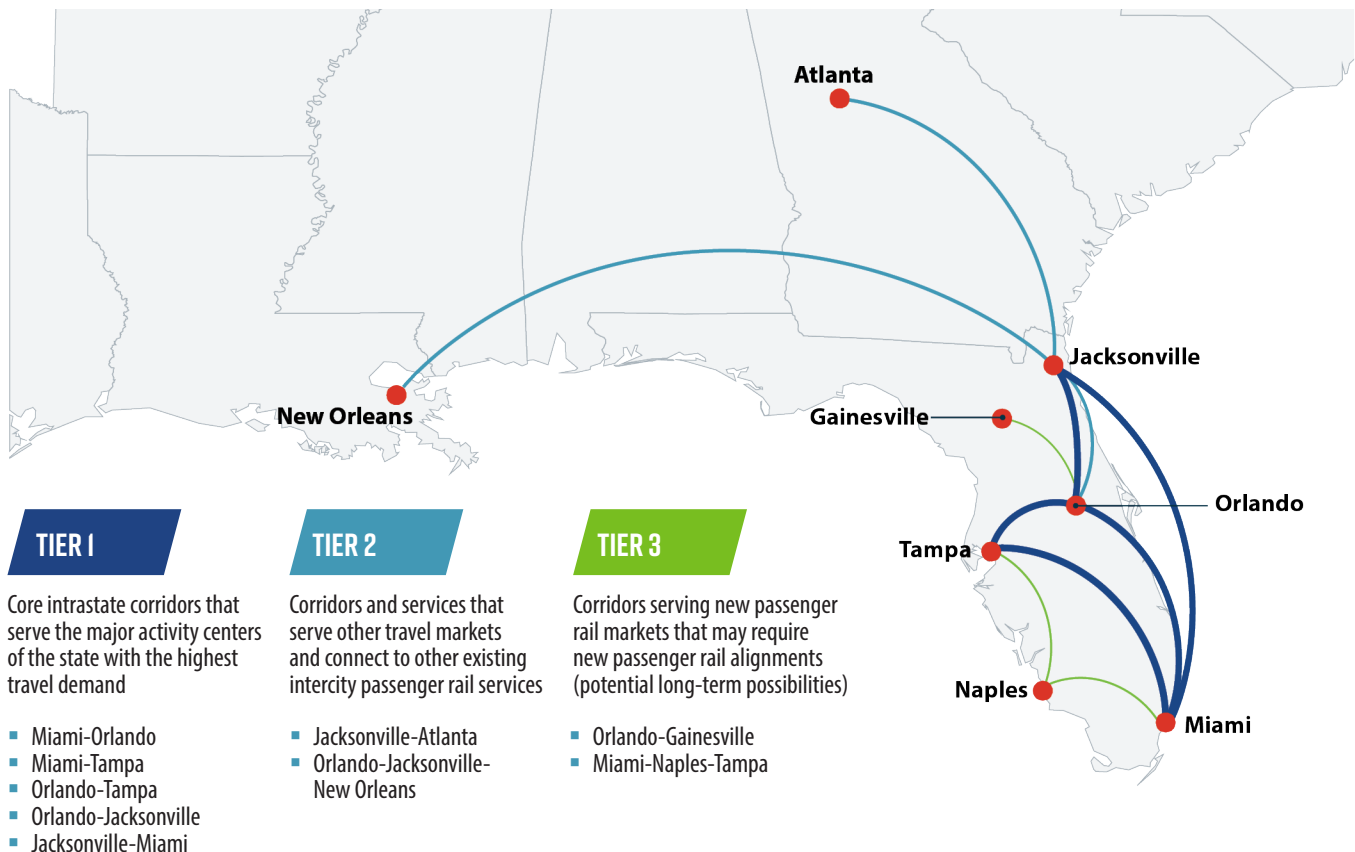 Atlanta
Jacksonville
New Orleans
Gainesville
Orlando
Tampa
Naples
Miami
TIER 1
Core intrastate corridors that
serve the major activity centers
of the state with the highest
travel demand
▪ Miami-Orlando
▪ Miami-Tampa
▪ Orlando-Tampa
▪ Orlando-Jacksonville
▪ Jacksonville-Miami
TIER 2
Corridors and services that
serve other travel markets
and connect to other existing
intercity passenger rail services
▪ Jacksonville-Atlanta
▪ Orlando-Jacksonville-
New Orleans
TIER 3
Corridors serving new passenger
rail markets that may require
new passenger rail alignments
(potential long-term possibilities)
▪ Orlando-Gainesville
▪ Miami-Naples-Tampa